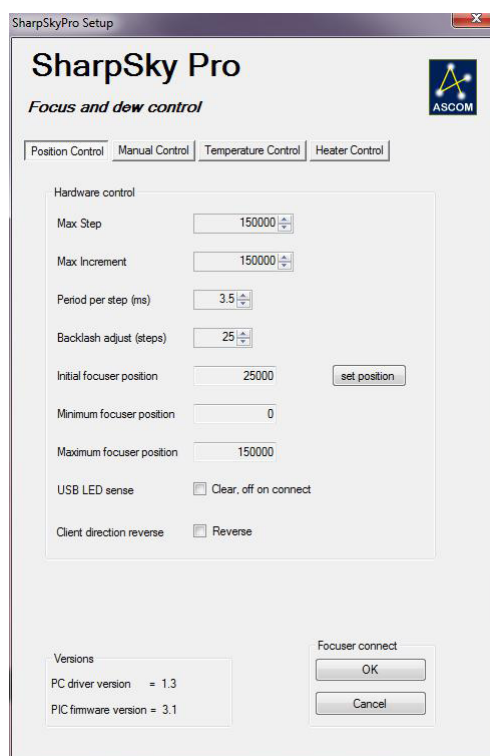 SharpSkyPro Setup
SharpSky Pro
Focus and dew control
ASCOM
Position Control Manual Control Temperature Control Heater Control
Hardware control
Max Step 150000
Max Increment 150000
Period per step (ms) 3.5
Backlash adjust (steps) 25
Initial focuser position 25000 set position
Minimum focuser position 0
Maximum focuser position 150000
USB LED sense Clear, off on connect
Client direction reverse Reverse
Versions
PC driver version = 1.3
PIC firmware version = 3.1
Focuser connect
OK
Cancel